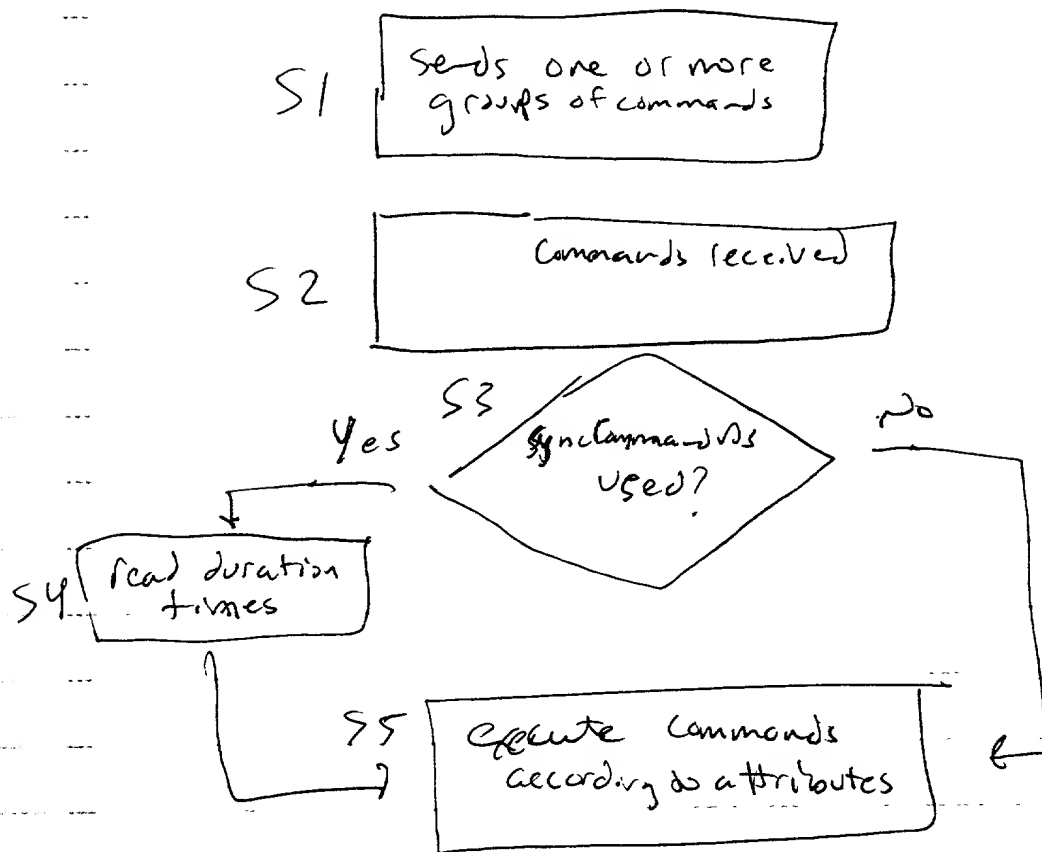 S1
Sends one or more
groups of commands
S2
Commands received
S3
Yes
No
syncCommands
used?
S4
read duration
times
S5
execute commands
according to attributes